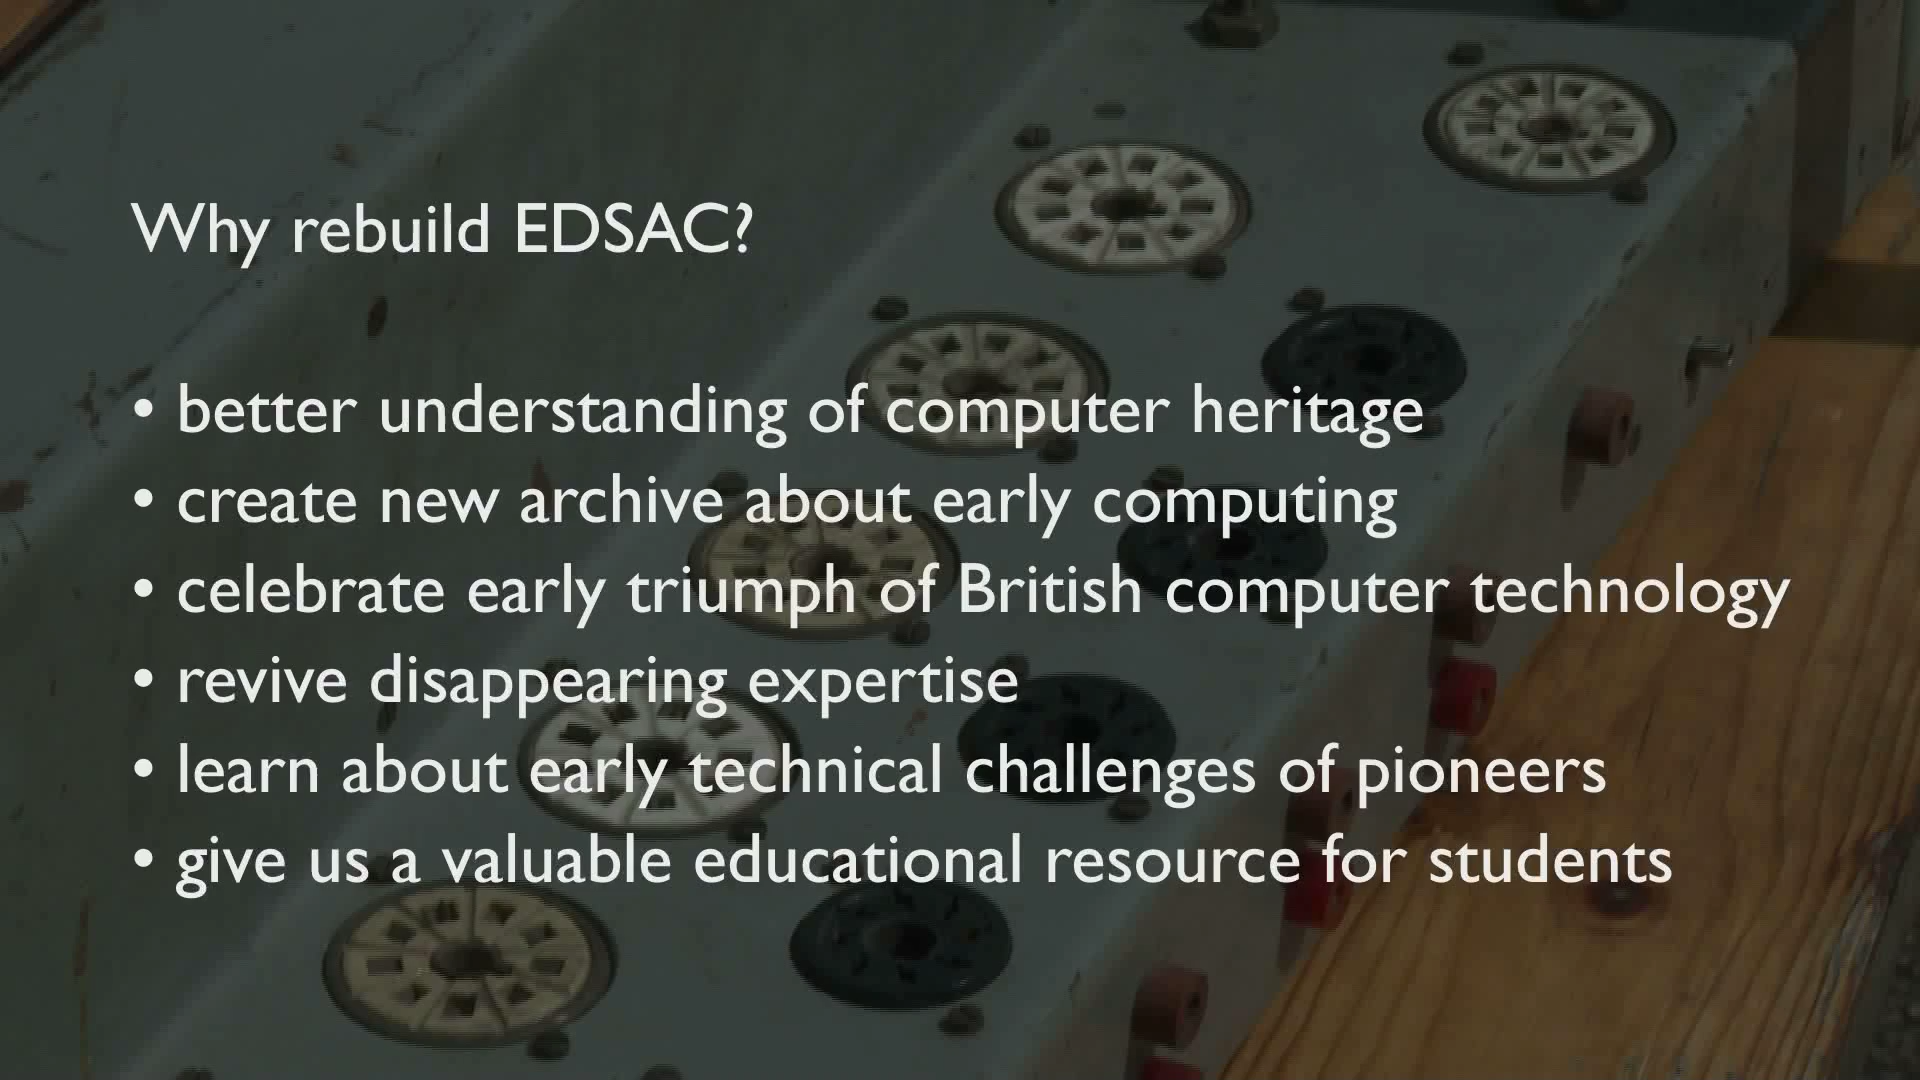 Why rebuild EDSAC?
• better understanding of computer heritage
• create new archive about early computing
• celebrate early triumph of British computer technology
• revive disappearing expertise
• learn about early technical challenges of pioneers
• give us a valuable educational resource for students